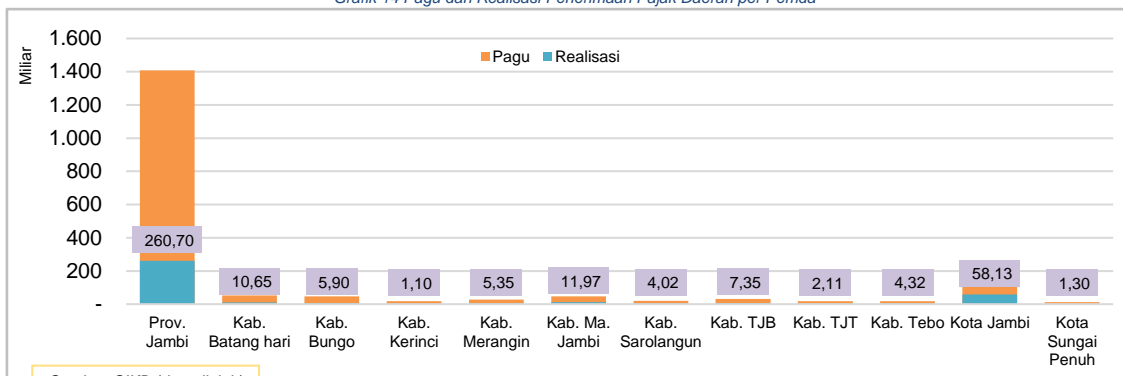 Miliar
1.600
1.400
1.200
1.000
800
600
400
200
-
Pagu Realisasi
260,70 10,65 5,90 1,10 5,35 11,97 4,02 7,35 2,11 4,32 58,13 1,30
Prov. Jambi
Kab. Batang hari
Kab. Bungo
Kab. Kerinci
Kab. Merangin
Kab. Ma. Jambi
Kab. Sarolangun
Kab. TJB
Kab. TJT
Kab. Tebo
Kota Jambi
Kota Sungai Penuh